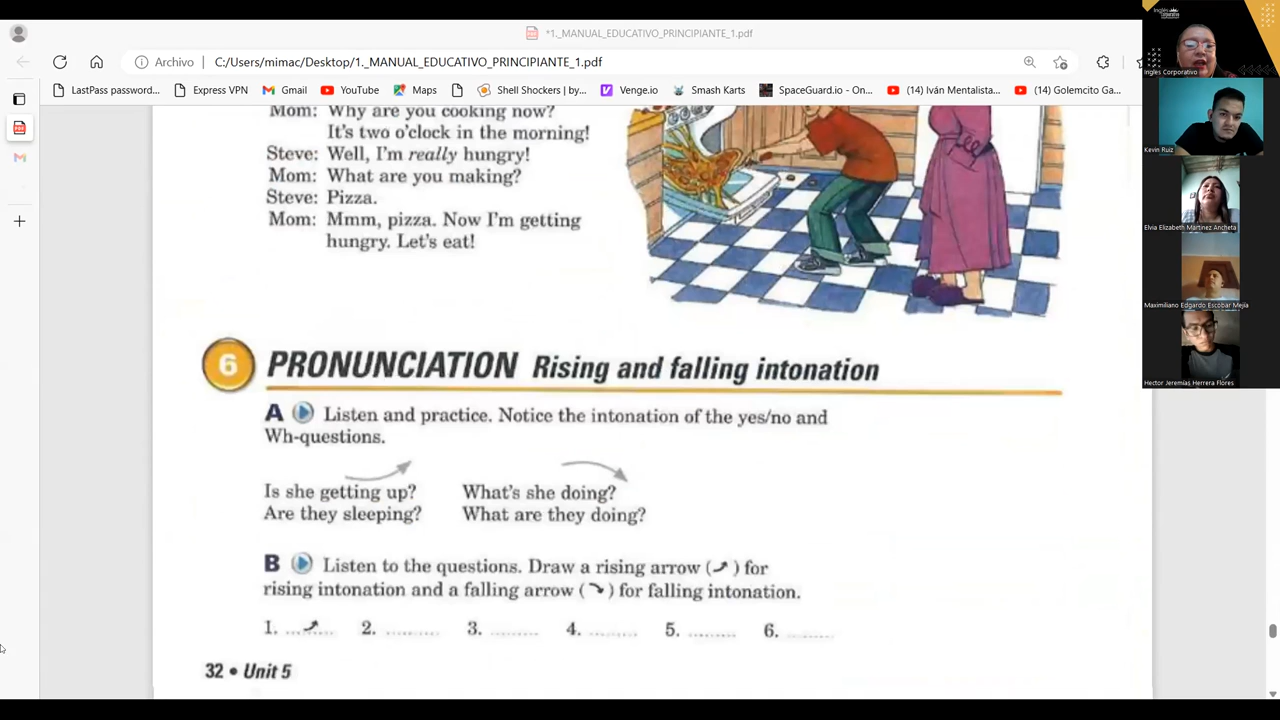 *1._MANUAL_EDUCATIVO_PRINCIPIANTE_1.pdf
Archivo C:/Users/mimac/Desktop/1._MANUAL_EDUCATIVO_PRINCIPIANTE_1.pdf
LastPass password... Express VPN Gmail YouTube Maps Shell Shockers | by... Venge.io Smash Karts SpaceGuard.io - On... (14) Iván Mentalista... (14) Golemcito Ga...
Mom: Why are you cooking now?
It's two o'clock in the morning!
Steve: Well, I'm really hungry!
Mom: What are you making?
Steve: Pizza.
Mom: Mmm, pizza. Now I'm getting
hungry. Let's eat!
6 PRONUNCIATION Rising and falling intonation
A Listen and practice. Notice the intonation of the yes/no and
Wh-questions.
Is she getting up? What's she doing?
Are they sleeping? What are they doing?
B Listen to the questions. Draw a rising arrow (↗) for
rising intonation and a falling arrow (↘) for falling intonation.
1. ...↗... 2. .......... 3. .......... 4. .......... 5. .......... 6. ..........
32 • Unit 5
Inglés
Ingles Corporativo
Kevin Ruiz
Elvia Elizabeth Martinez Ancheta
Maximiliano Edgardo Escobar Mejía
Hector Jeremías Herrera Flores